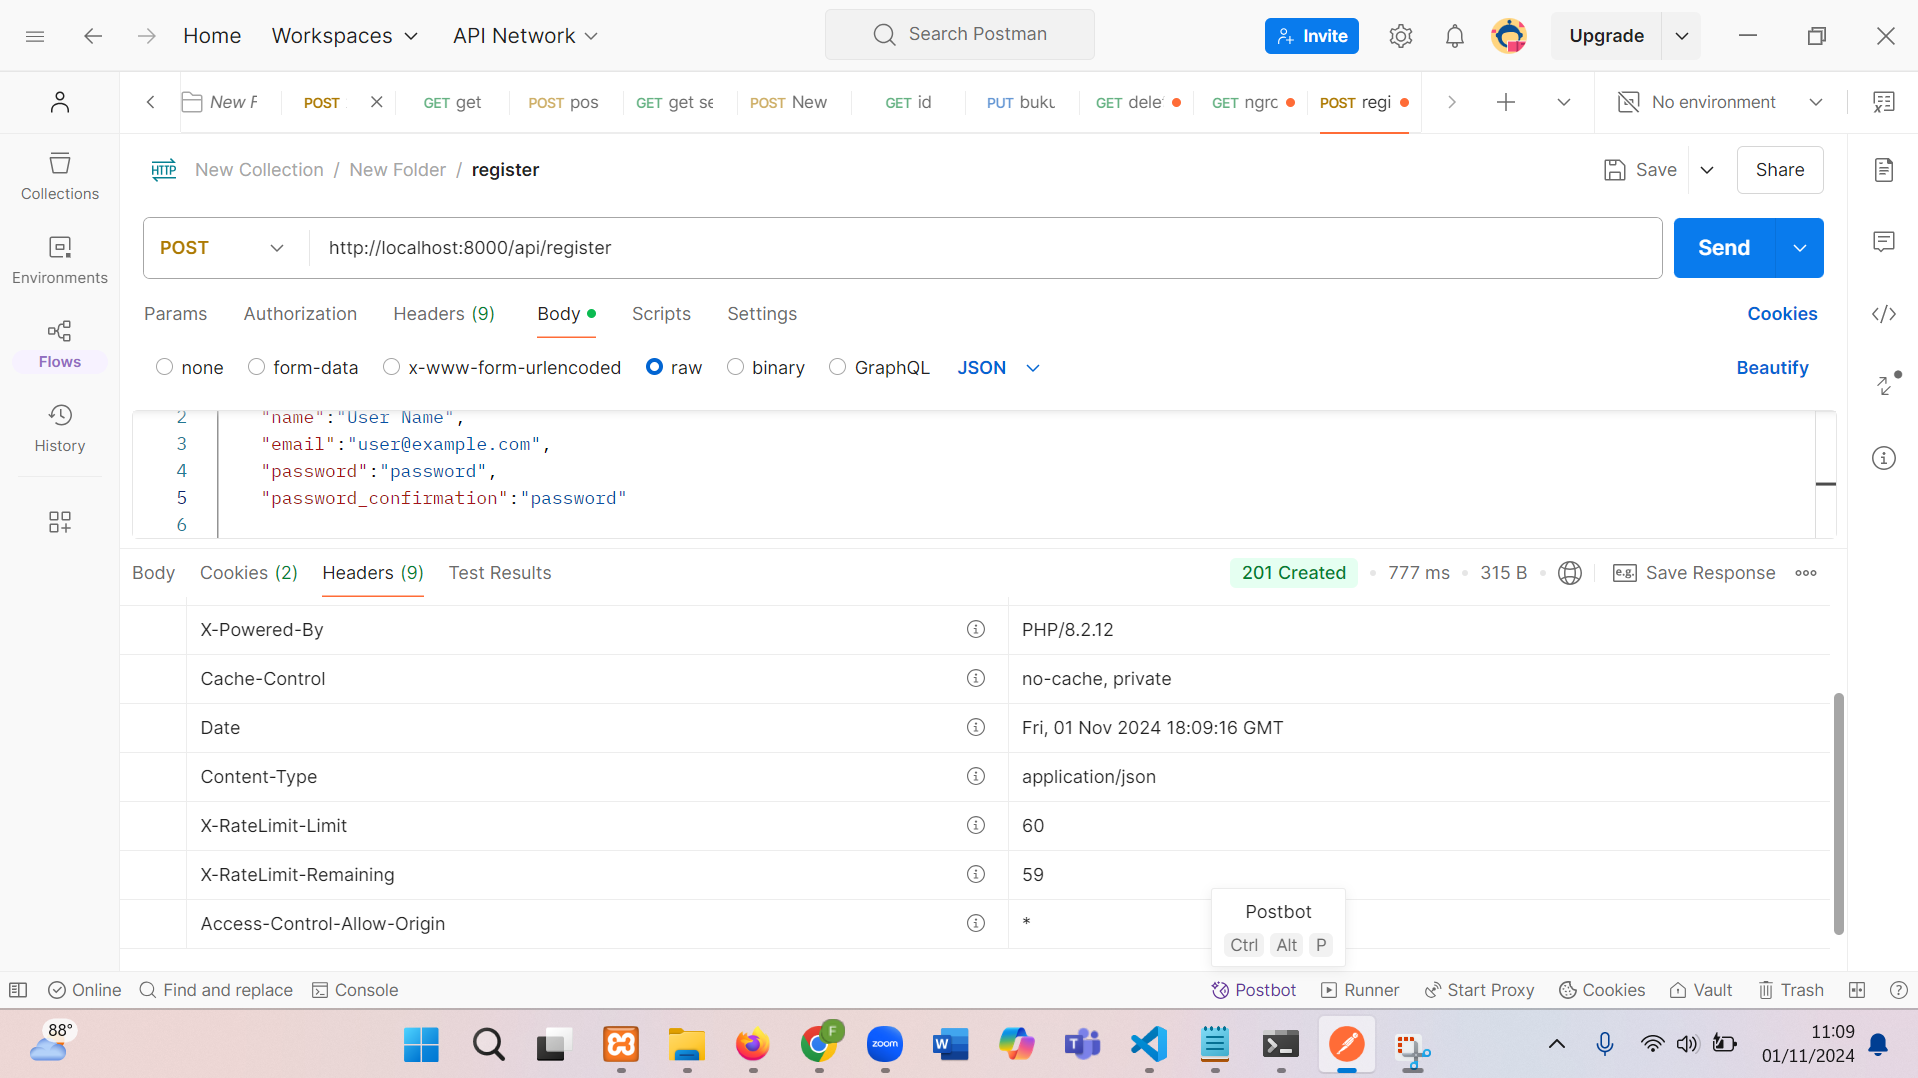 Home
Workspaces
API Network
Search Postman
Invite
Upgrade
New F
POST
GET get
POST pos
GET get se
POST New
GET id
PUT buku
GET dele
GET ngro
POST regi
No environment
HTTP
New Collection / New Folder / register
Save
Share
POST
http://localhost:8000/api/register
Send
Params
Authorization
Headers (9)
Body
Scripts
Settings
Cookies
none
form-data
x-www-form-urlencoded
raw
binary
GraphQL
JSON
Beautify
Collections
Environments
Flows
History
2 "name":"User Name",
3 "email":"user@example.com",
4 "password":"password",
5 "password_confirmation":"password"
6
Body
Cookies (2)
Headers (9)
Test Results
201 Created
777 ms
315 B
e.g.
Save Response
X-Powered-By PHP/8.2.12
Cache-Control no-cache, private
Date Fri, 01 Nov 2024 18:09:16 GMT
Content-Type application/json
X-RateLimit-Limit 60
X-RateLimit-Remaining 59
Access-Control-Allow-Origin *
Postbot
Ctrl Alt P
Online
Find and replace
Console
Postbot
Runner
Start Proxy
Cookies
Vault
Trash
88°
F
zoom
W
T
11:09
01/11/2024